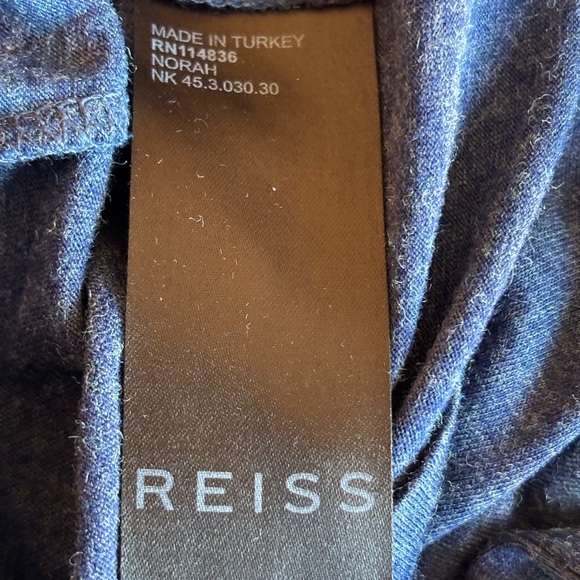 MADE IN TURKEY
RN114836
NORAH
NK 45.3.030.30
REISS